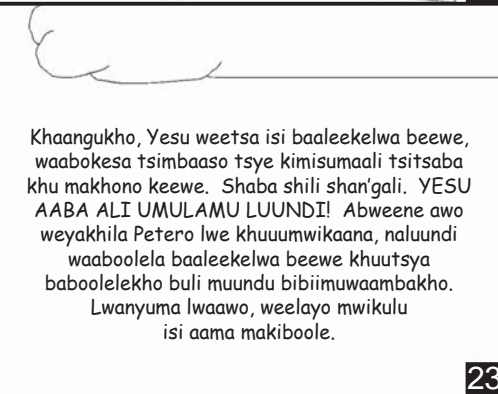 Khaangukho, Yesu weetsa isi baaleekelwa beewe,
waabokesa tsimbaaso tsye kimisumaali tsitsaba
khu makhono keewe. Shaba shili shan'gali. YESU
AABA ALI UMULAMU LUUNDI! Abweene awo
weyakhila Petero lwe khuuumwikaana, naluundi
waaboolela baaleekelwa beewe khuutsya
baboolelekho buli muundu bibiimuwaambakho.
Lwanyuma lwaawo, weelayo mwikulu
isi aama makiboole.
23